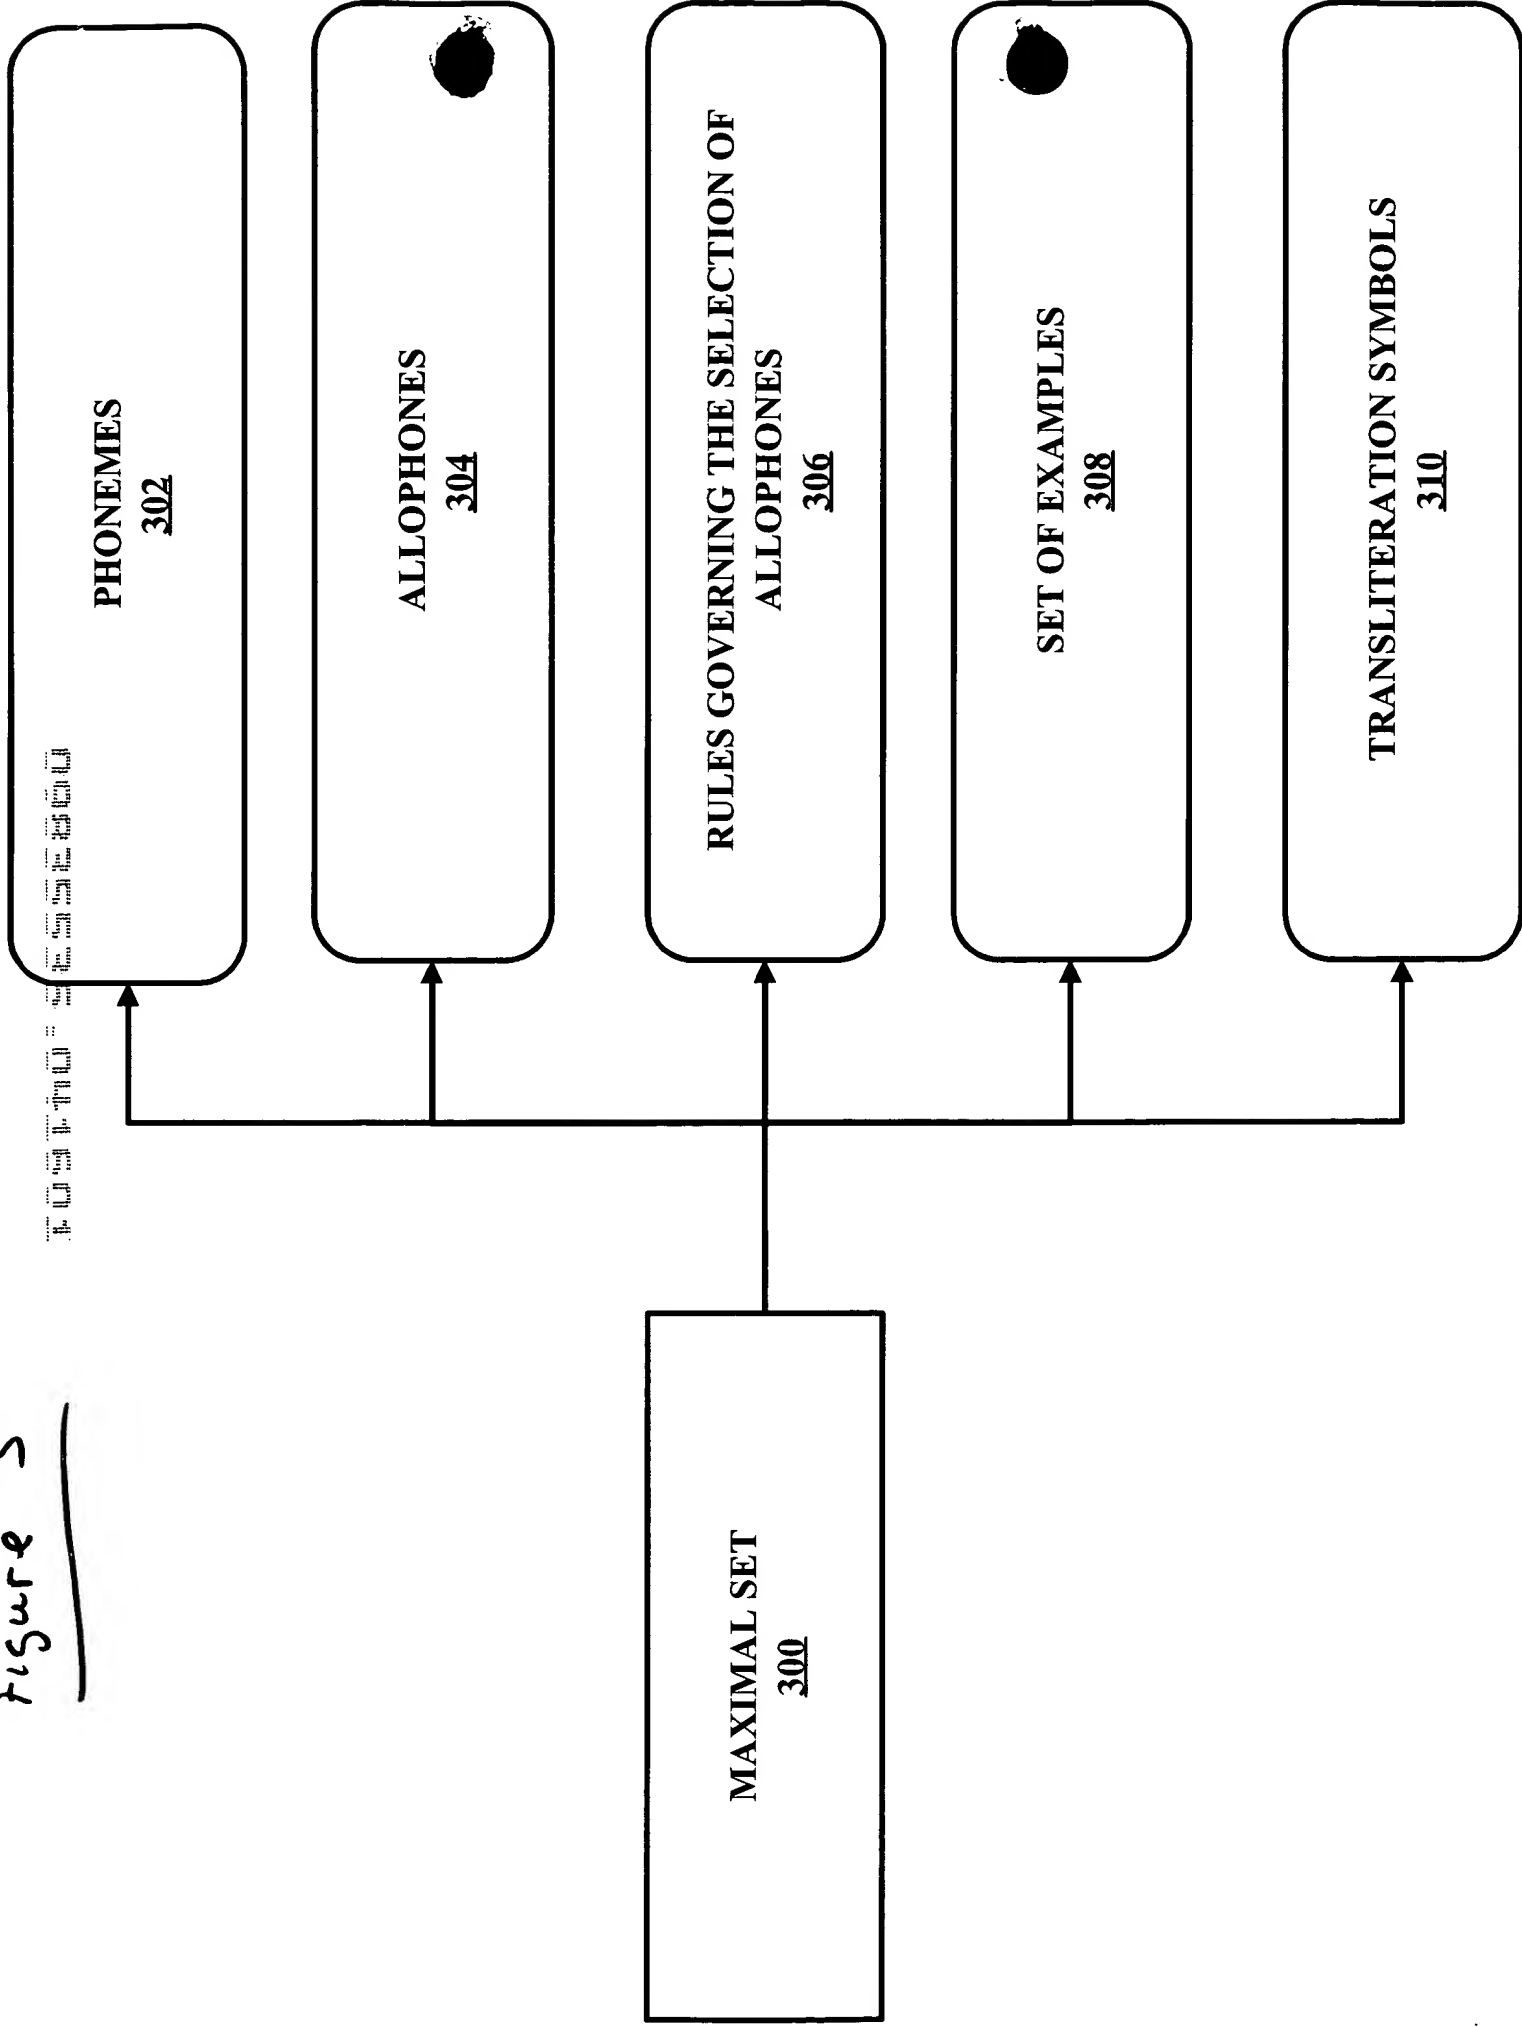 Figure
PHONEMES
302
ALLOPHONES
304
RULES GOVERNING THE SELECTION OF
ALLOPHONES
306
MAXIMAL SET
300
SET OF EXAMPLES
308
TRANSLITERATION SYMBOLS
310